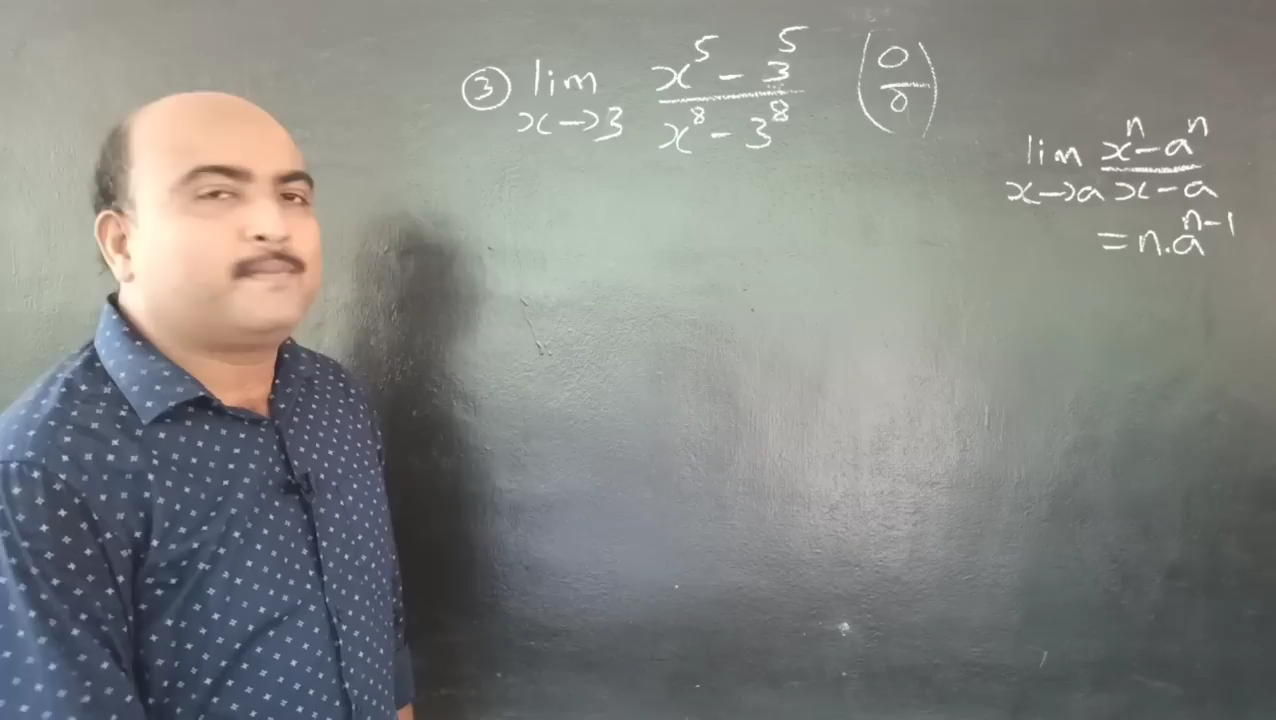 ③ lim x→3 (x⁵ - 3⁵)/(x⁸ - 3⁸) (0/0)
lim x→a (xⁿ - aⁿ)/(x - a)
= n.aⁿ⁻¹